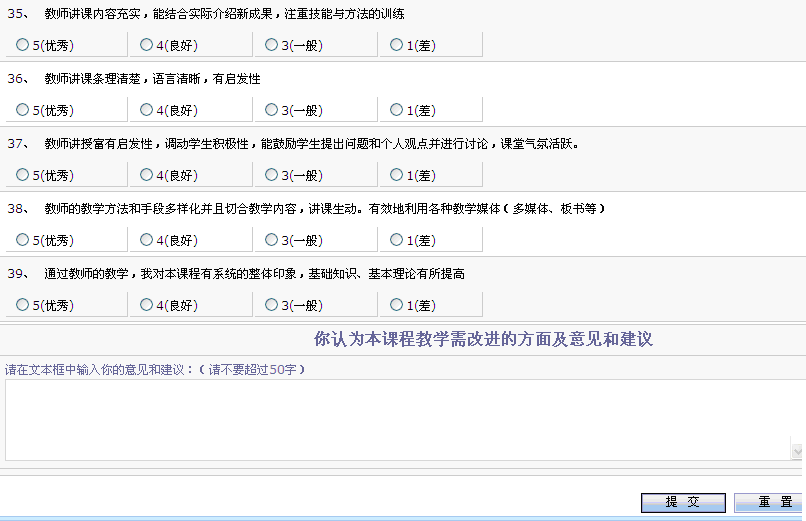 35、 教师讲课内容充实，能结合实际介绍新成果，注重技能与方法的训练
5(优秀) 4(良好) 3(一般) 1(差)
36、 教师讲课条理清楚，语言清晰，有启发性
5(优秀) 4(良好) 3(一般) 1(差)
37、 教师讲授富有启发性，调动学生积极性，能鼓励学生提出问题和个人观点并进行讨论，课堂气氛活跃。
5(优秀) 4(良好) 3(一般) 1(差)
38、 教师的教学方法和手段多样化并且切合教学内容，讲课生动。有效地利用各种教学媒体（多媒体、板书等）
5(优秀) 4(良好) 3(一般) 1(差)
39、 通过教师的教学，我对本课程有系统的整体印象，基础知识、基本理论有所提高
5(优秀) 4(良好) 3(一般) 1(差)
你认为本课程教学需改进的方面及意见和建议
请在文本框中输入你的意见和建议：（请不要超过50字）
提 交 重 置